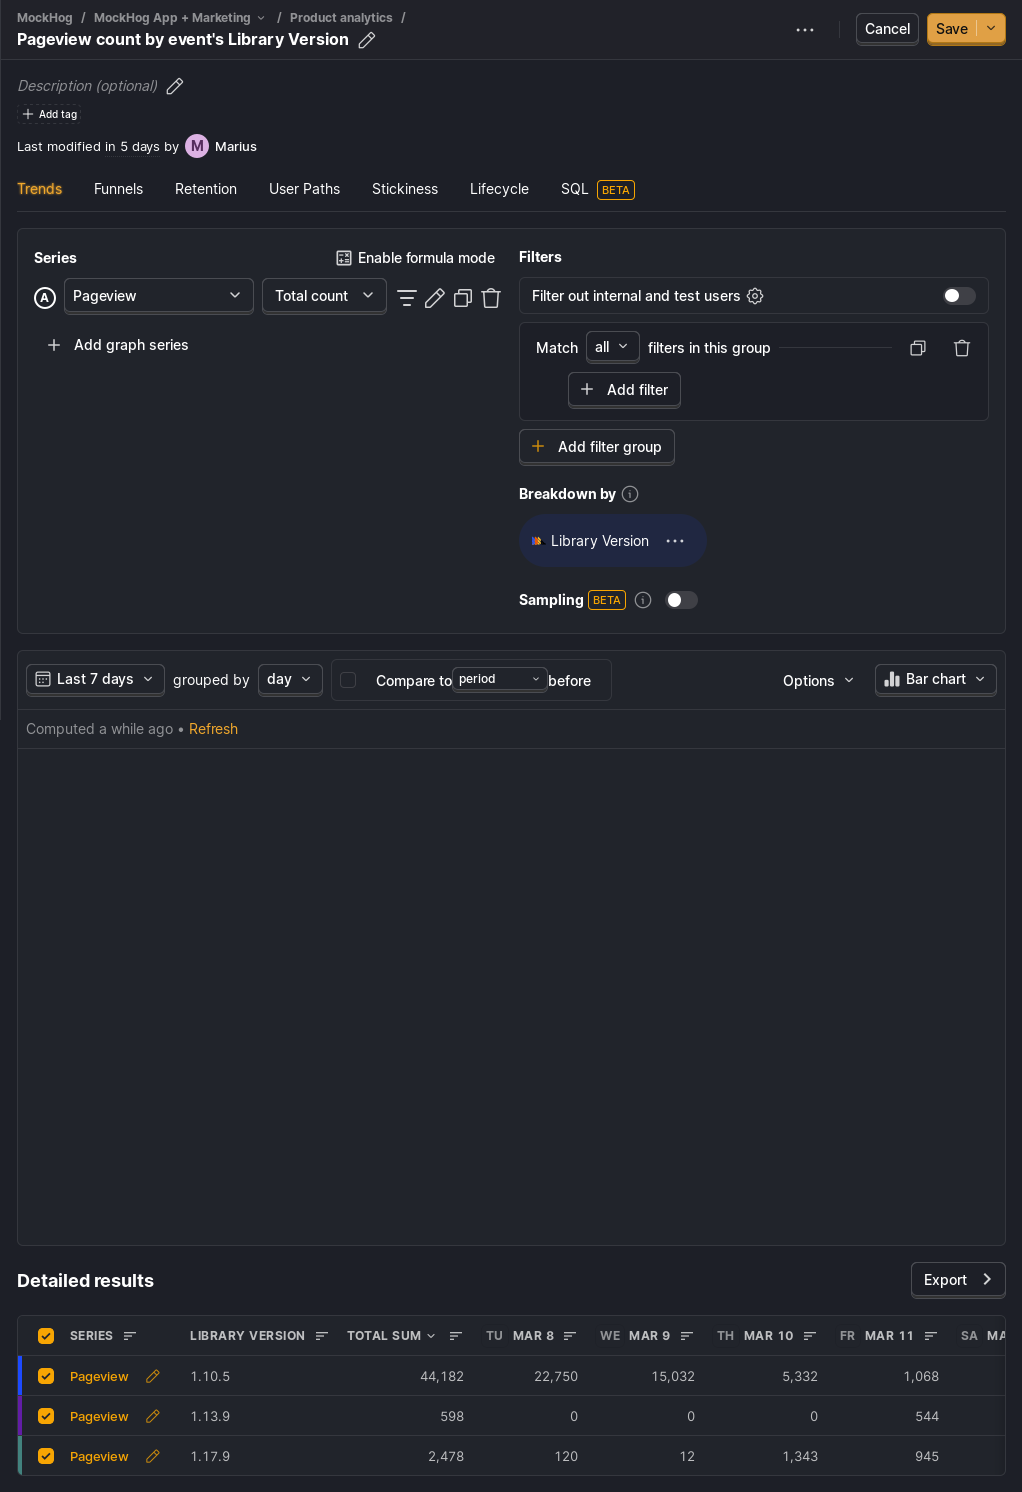 MockHog / MockHog App + Marketing / Product analytics /
Pageview count by event's Library Version
Cancel
Save
Description (optional)
Add tag
Last modified in 5 days by M Marius
Trends Funnels Retention User Paths Stickiness Lifecycle SQL BETA
Series
Enable formula mode
A Pageview Total count
Add graph series
Filters
Filter out internal and test users
Match all filters in this group
Add filter
Add filter group
Breakdown by
Library Version
Sampling BETA
Last 7 days grouped by day Compare to period before Options Bar chart
Computed a while ago • Refresh
Detailed results
Export
SERIES LIBRARY VERSION TOTAL SUM TU MAR 8 WE MAR 9 TH MAR 10 FR MAR 11 SA MA
Pageview 1.10.5 44,182 22,750 15,032 5,332 1,068
Pageview 1.13.9 598 0 0 0 544
Pageview 1.17.9 2,478 120 12 1,343 945